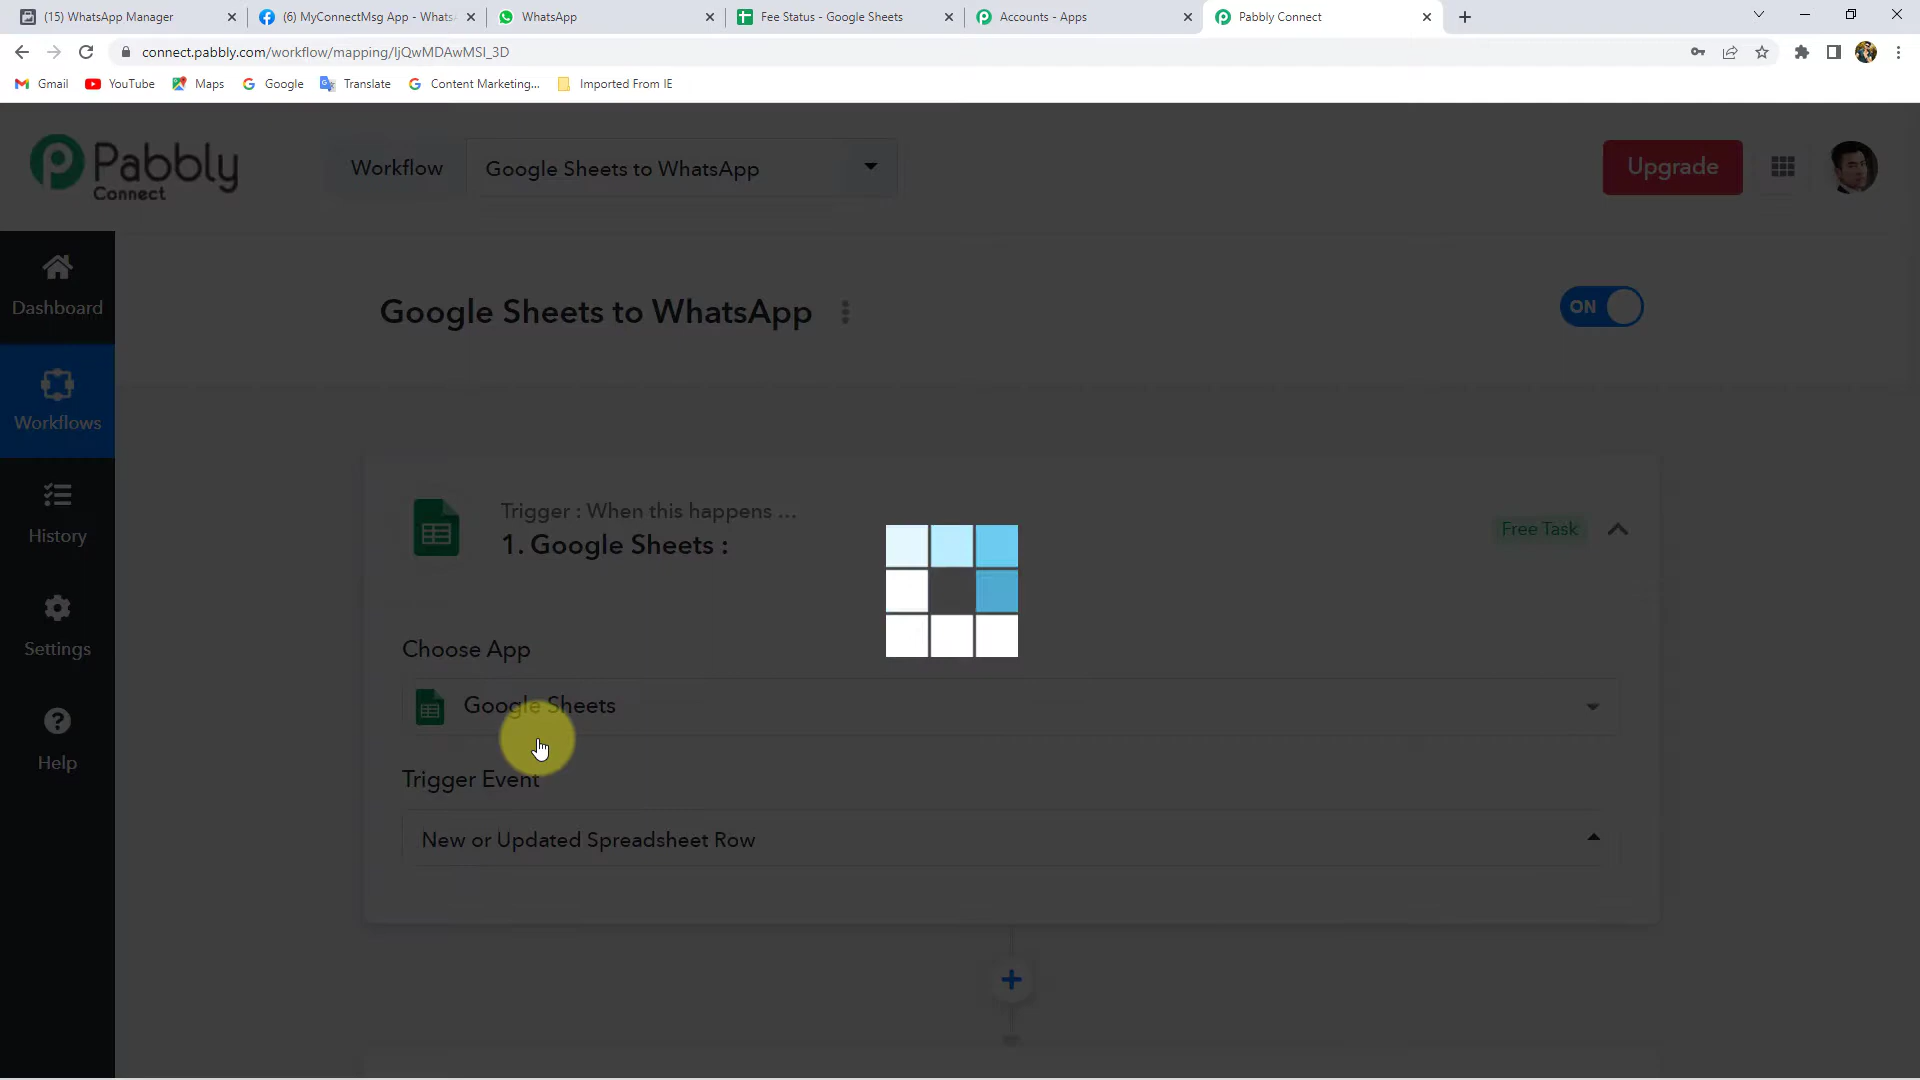 (15) WhatsApp Manager
(6) MyConnectMsg App - Whats
WhatsApp
Fee Status - Google Sheets
Accounts - Apps
Pabbly Connect
connect.pabbly.com/workflow/mapping/IjQwMDAwMSI_3D
Gmail
YouTube
Maps
Google
Translate
Content Marketing...
Imported From IE
Pabbly
Connect
Workflow
Google Sheets to WhatsApp
Upgrade
Dashboard
Workflows
History
Settings
Help
Google Sheets to WhatsApp
ON
Trigger : When this happens ...
1. Google Sheets :
Free Task
Choose App
Google Sheets
Trigger Event
New or Updated Spreadsheet Row